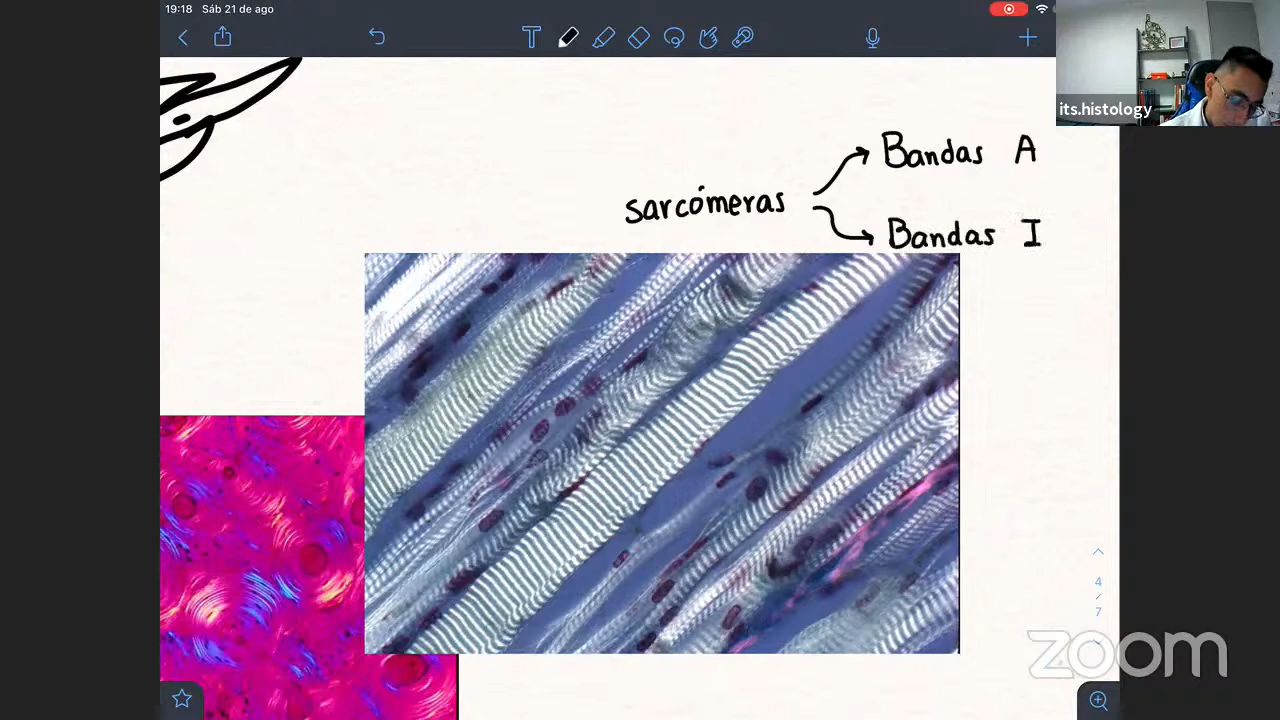 19:18 Sáb 21 de ago
its.histology
Bandas A
sarcómeras
Bandas I
4
/
7
zoom